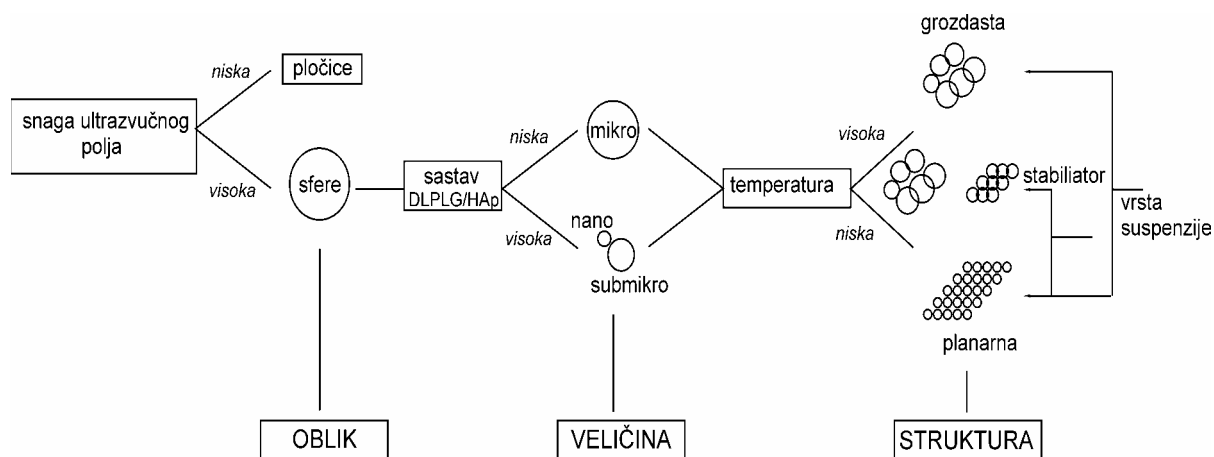 snaga ultrazvučnog
polja
niska
visoka
pločice
sfere
sastav
DLPLG/HAp
niska
visoka
mikro
nano
submikro
temperatura
visoka
niska
grozdasta
stabiliator
planarna
vrsta
suspenzije
OBLIK
VELIČINA
STRUKTURA